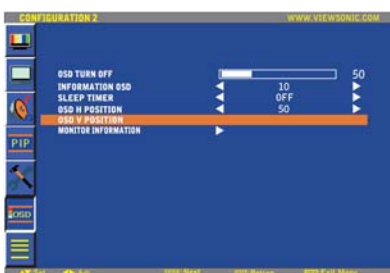 CONFIGURATION 2 WWW.VIEWSONIC.COM
OSD TURN OFF 50
INFORMATION OSD 10
SLEEP TIMER OFF
OSD H POSITION 50
OSD V POSITION
MONITOR INFORMATION
PIP
OSD